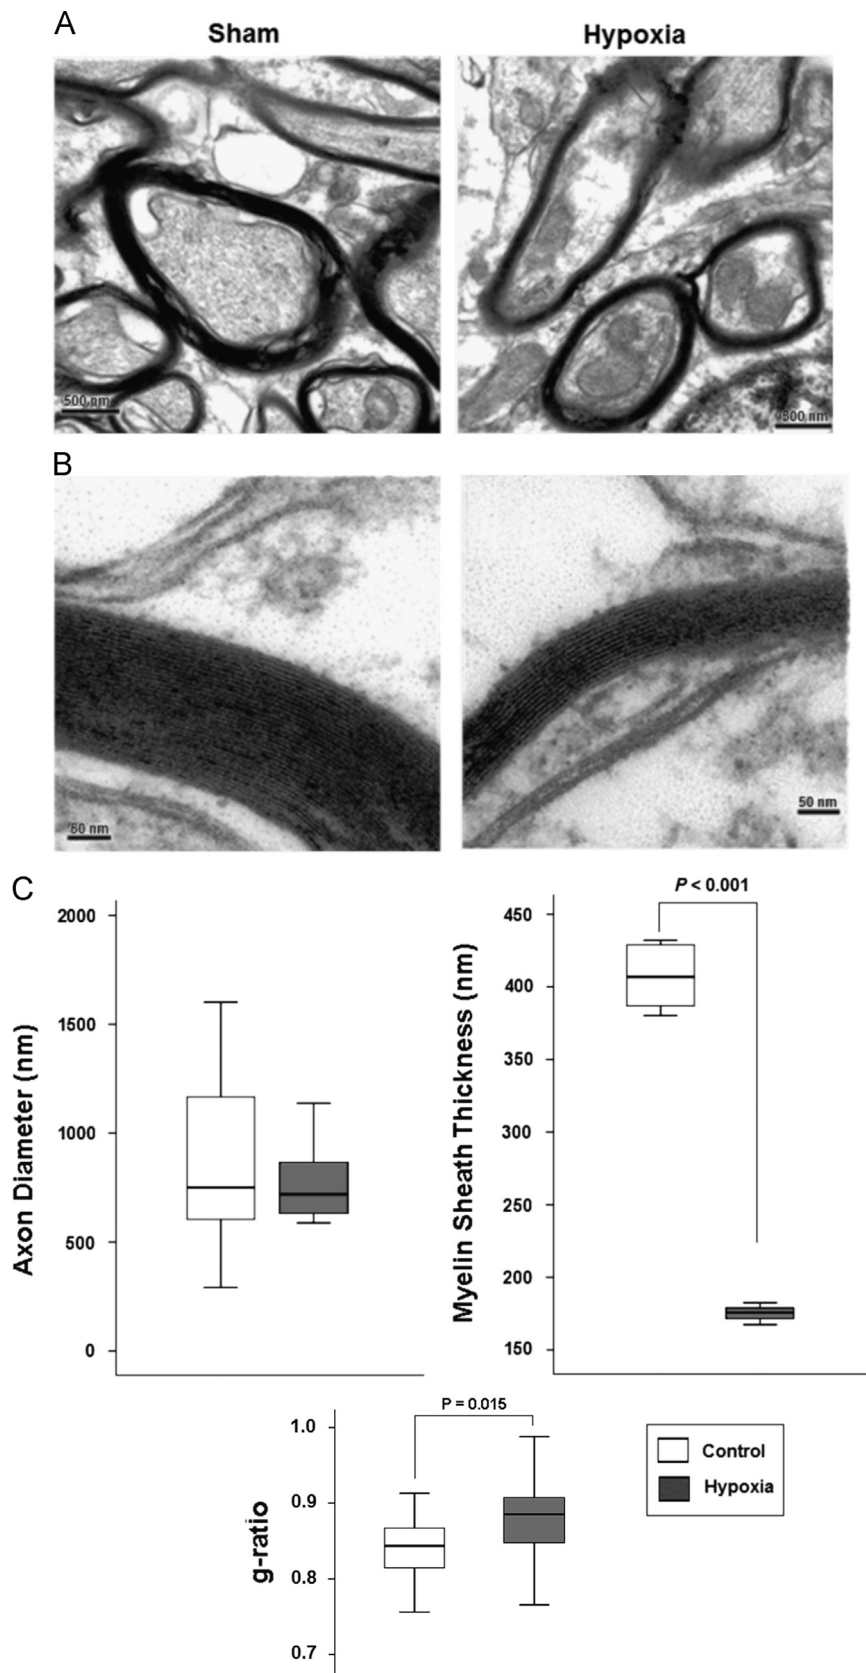 A
Sham
Hypoxia
500 nm
500 nm
B
50 nm
50 nm
C
Axon Diameter (nm)
2000
1500
1000
500
0
Myelin Sheath Thickness (nm)
450
400
350
300
250
200
150
P < 0.001
g-ratio
1.0
0.9
0.8
0.7
P = 0.015
Control
Hypoxia